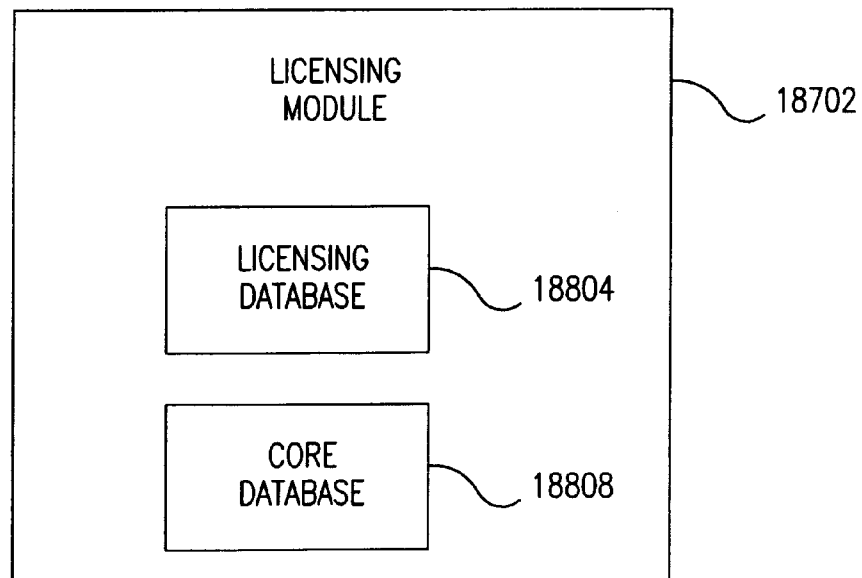 LICENSING
MODULE
18702
LICENSING
DATABASE
18804
CORE
DATABASE
18808